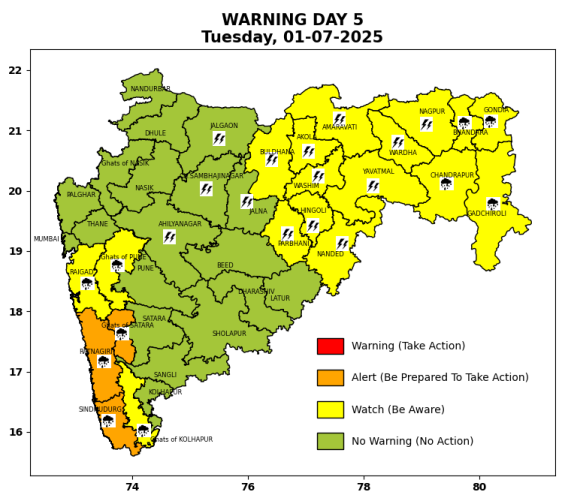 WARNING DAY 5
Tuesday, 01-07-2025
22
21
20
19
18
17
16
74
76
78
80
NANDURBAR
DHULE
JALGAON
Ghats of NASIK
NASIK
SAMBHAJINAGAR
JALNA
PALGHAR
THANE
MUMBAI
AHILYANAGAR
BULDHANA
AKOLA
AMARAVATI
WASHIM
HINGOLI
PARBHANI
NANDED
YAVATMAL
WARDHA
NAGPUR
BHANDARA
GONDIA
CHANDRAPUR
GADCHIROLI
RAIGAD
Ghats of PUNE
PUNE
BEED
DHARASHIV
LATUR
SATARA
Ghats of SATARA
SHOLAPUR
RATNAGIRI
SANGLI
KOLHAPUR
SINDHUDURG
Ghats of KOLHAPUR
Warning (Take Action)
Alert (Be Prepared To Take Action)
Watch (Be Aware)
No Warning (No Action)